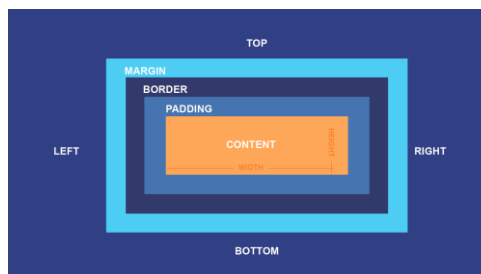 TOP
MARGIN
BORDER
PADDING
CONTENT
HEIGHT
WIDTH
LEFT
RIGHT
BOTTOM